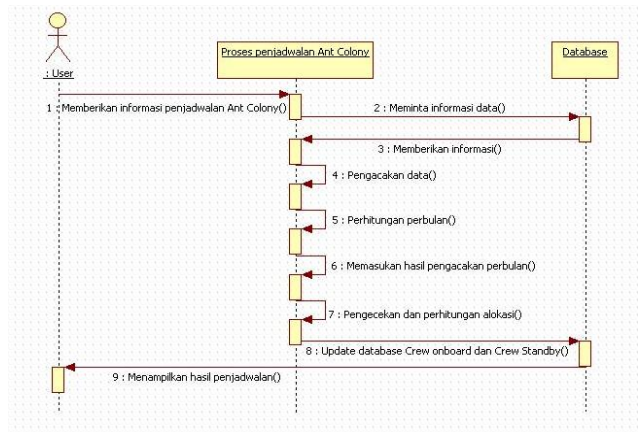 : User
Proses penjadwalan Ant Colony
Database
1 : Memberikan informasi penjadwalan Ant Colony()
2 : Meminta informasi data()
3 : Memberikan informasi()
4 : Pengacakan data()
5 : Perhitungan perbulan()
6 : Memasukan hasil pengacakan perbulan()
7 : Pengecekan dan perhitungan alokasi()
8 : Update database Crew onboard dan Crew Standby()
9 : Menampilkan hasil penjadwalan()